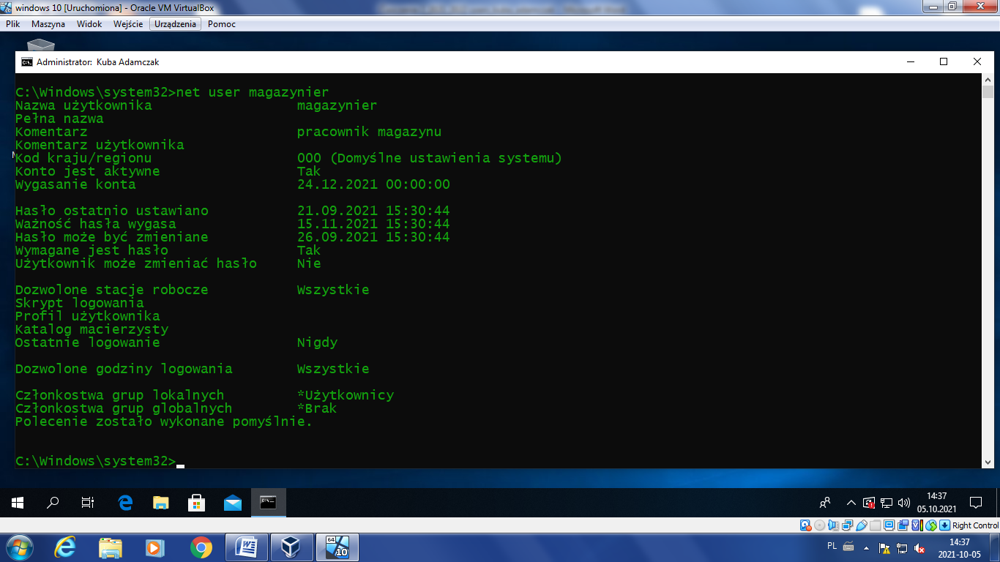 windows 10 [Uruchomiona] - Oracle VM VirtualBox
Plik Maszyna Widok Wejście Urządzenia Pomoc
Administrator: Kuba Adamczak
C:\Windows\system32>net user magazynier
Nazwa użytkownika magazynier
Pełna nazwa
Komentarz pracownik magazynu
Komentarz użytkownika
Kod kraju/regionu 000 (Domyślne ustawienia systemu)
Konto jest aktywne Tak
Wygasanie konta 24.12.2021 00:00:00
Hasło ostatnio ustawiano 21.09.2021 15:30:44
Ważność hasła wygasa 15.11.2021 15:30:44
Hasło może być zmieniane 26.09.2021 15:30:44
Wymagane jest hasło Tak
Użytkownik może zmieniać hasło Nie
Dozwolone stacje robocze Wszystkie
Skrypt logowania
Profil użytkownika
Katalog macierzysty
Ostatnie logowanie Nigdy
Dozwolone godziny logowania Wszystkie
Członkostwa grup lokalnych *Użytkownicy
Członkostwa grup globalnych *Brak
Polecenie zostało wykonane pomyślnie.
C:\Windows\system32>
14:37
05.10.2021
Right Control
64
10
PL
14:37
2021-10-05